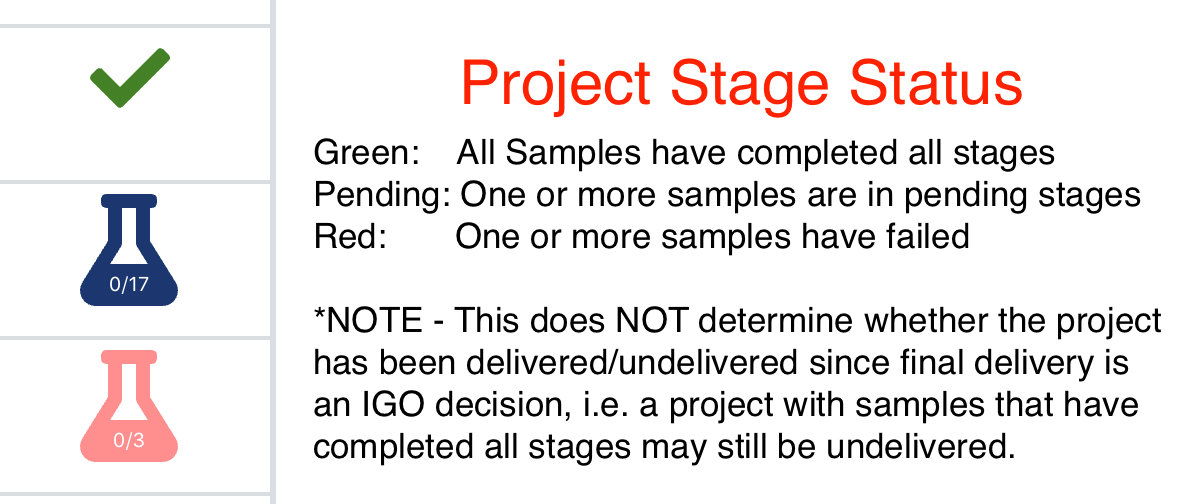 Project Stage Status
Green: All Samples have completed all stages
Pending: One or more samples are in pending stages
Red: One or more samples have failed
*NOTE - This does NOT determine whether the project
has been delivered/undelivered since final delivery is
an IGO decision, i.e. a project with samples that have
completed all stages may still be undelivered.
0/17
0/3